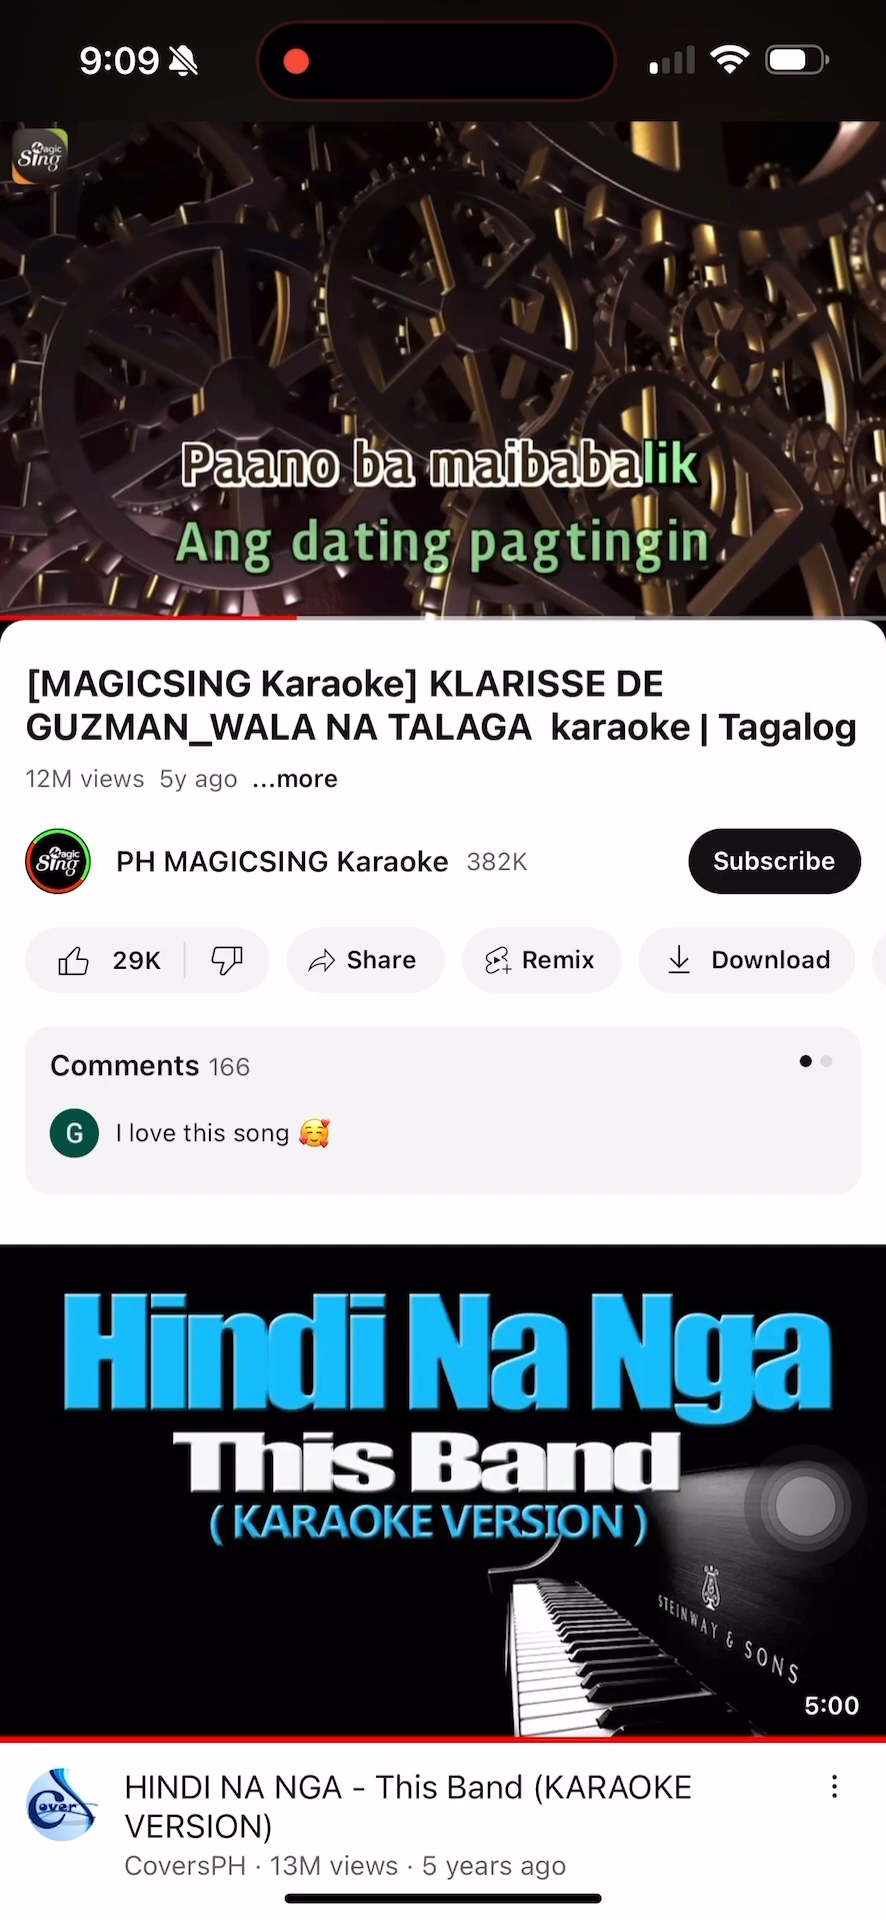 9:09
Magic
Sing
Paano ba maibabalik
Ang dating pagtingin
[MAGICSING Karaoke] KLARISSE DE
GUZMAN_WALA NA TALAGA karaoke | Tagalog
12M views 5y ago ...more
Magic
Sing
PH MAGICSING Karaoke 382K
Subscribe
29K
Share
Remix
Download
Comments 166
G
I love this song 🥰
Hindi Na Nga
This Band
( KARAOKE VERSION )
STEINWAY & SONS
5:00
Cover
HINDI NA NGA - This Band (KARAOKE
VERSION)
CoversPH · 13M views · 5 years ago